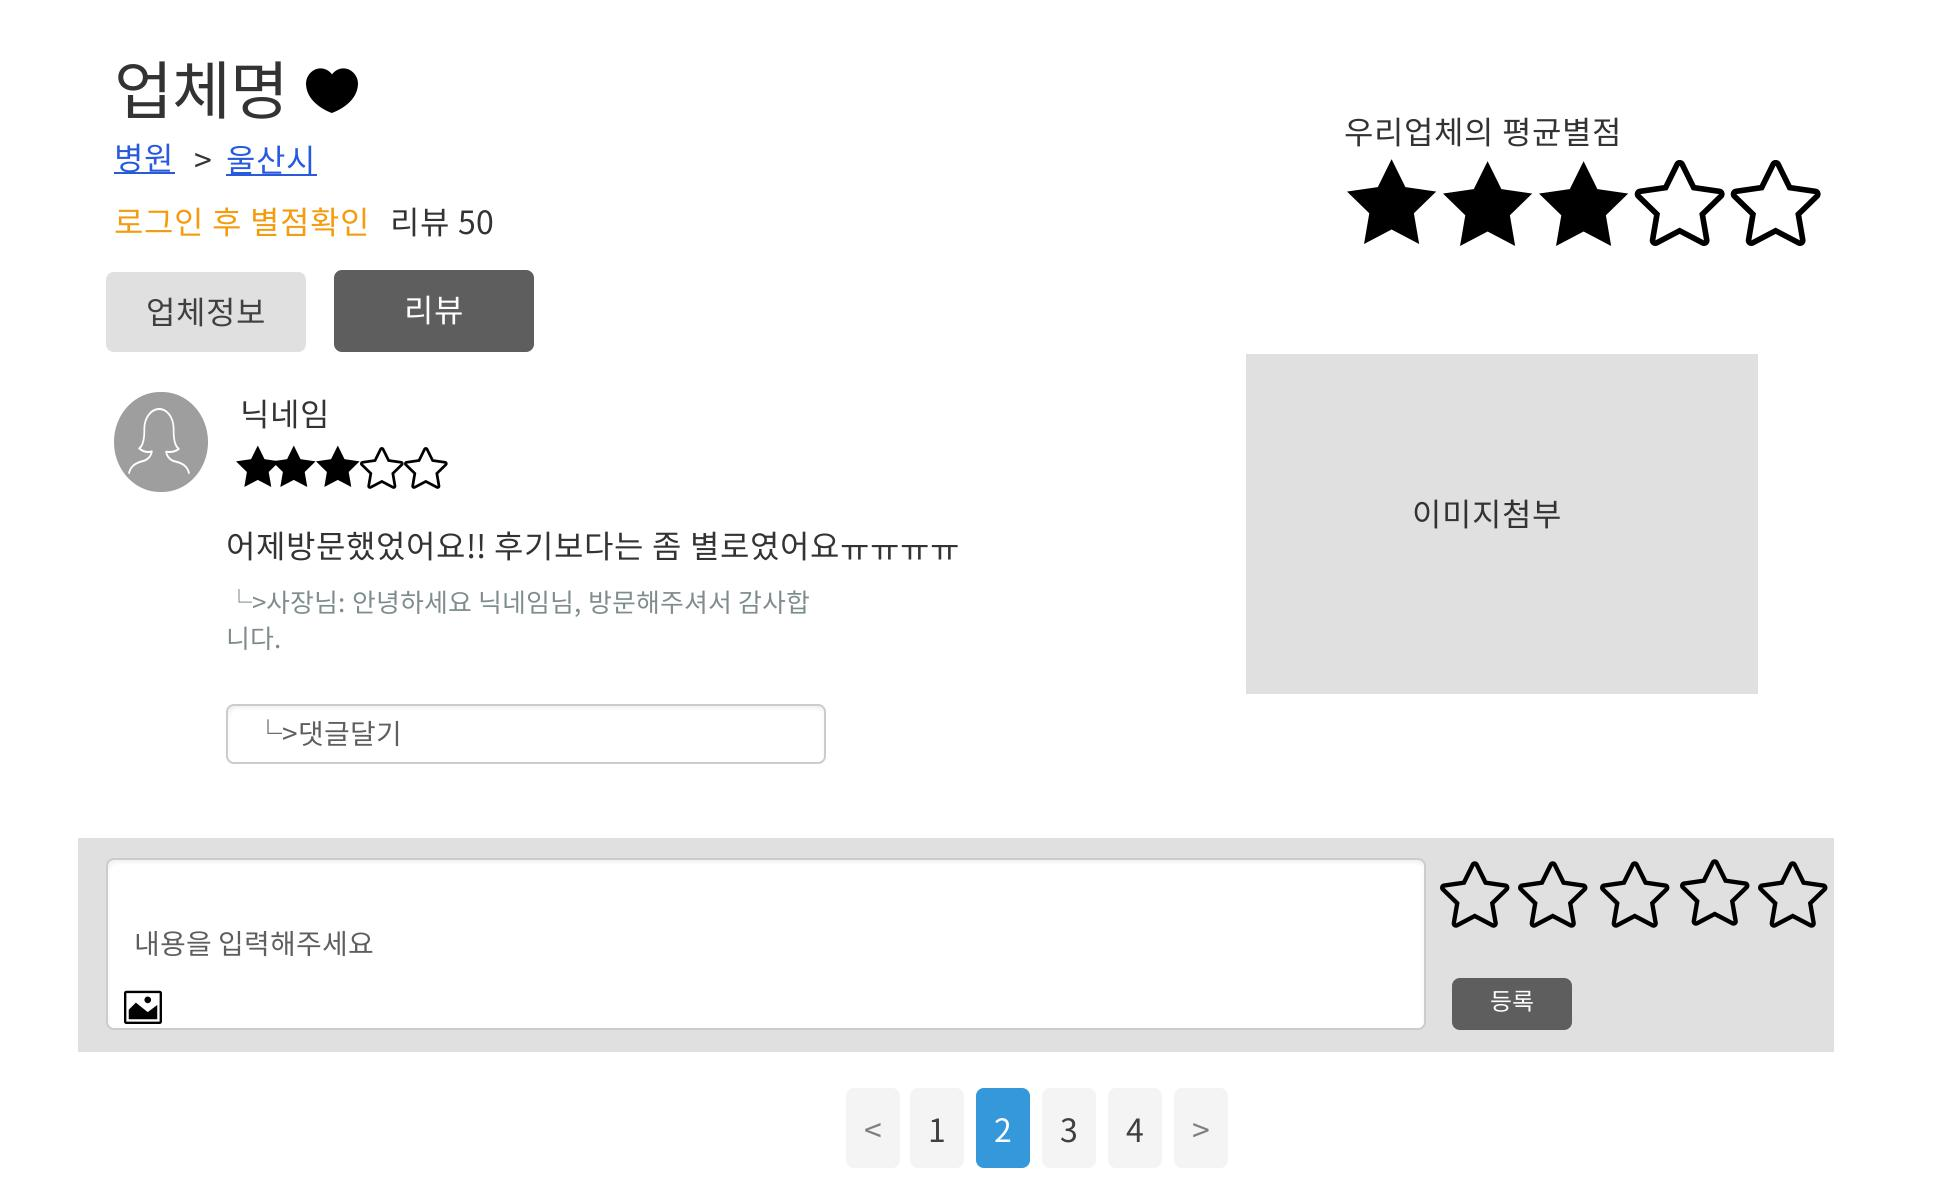 업체명
병원 > 울산시
로그인 후 별점확인 리뷰 50
우리업체의 평균별점
업체정보 리뷰
닉네임
어제방문했었어요!! 후기보다는 좀 별로였어요ㅠㅠㅠㅠ
└>사장님: 안녕하세요 닉네임님, 방문해주셔서 감사합
니다.
└>댓글달기
이미지첨부
내용을 입력해주세요
등록
< 1 2 3 4 >